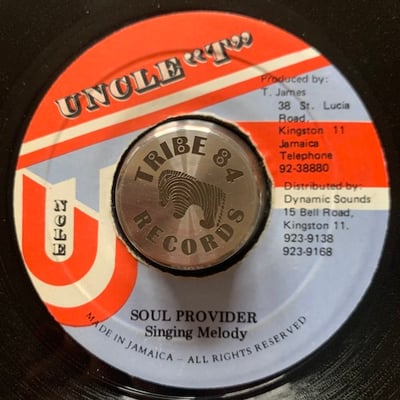 UNCLE "T"
Produced by:
T. James
38 St. Lucia
Road,
Kingston 11
Jamaica
Telephone
92-38880
Distributed by:
Dynamic Sounds
15 Bell Road,
Kingston 11.
923-9138
923-9168
TRIBE 84
RECORDS
NCLE
SOUL PROVIDER
Singing Melody
MADE IN JAMAICA – ALL RIGHTS RESERVED